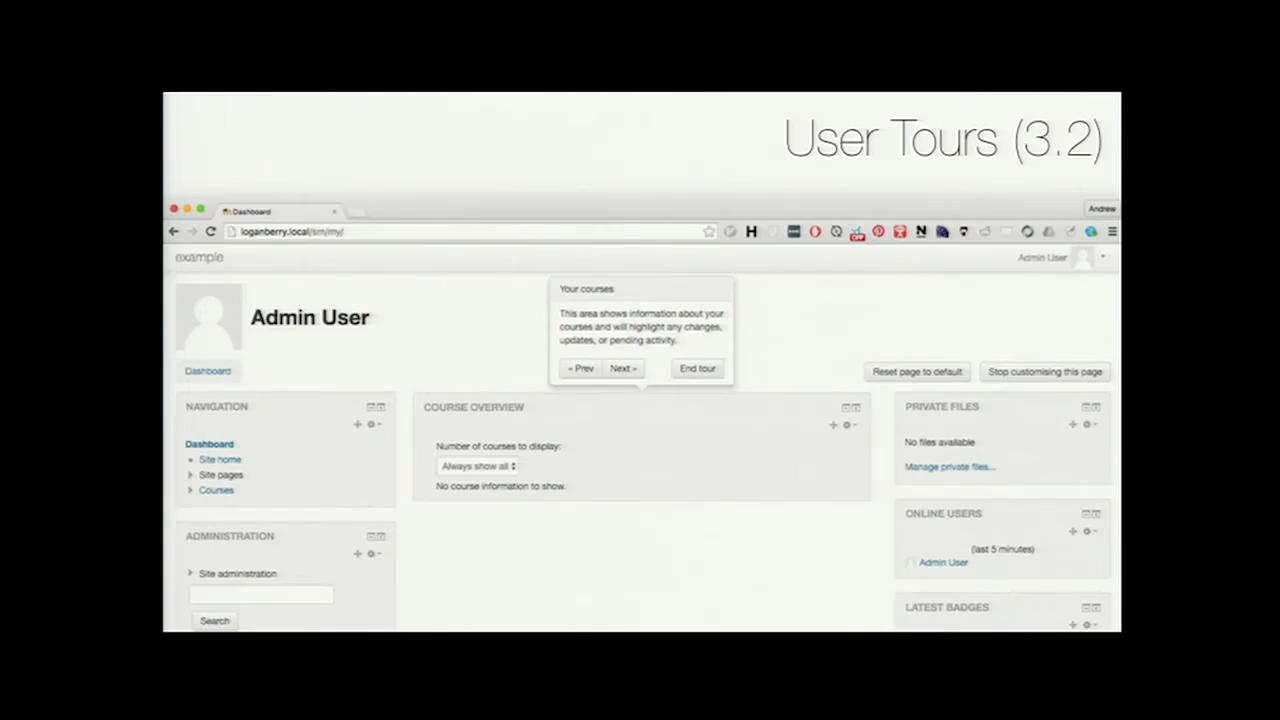 User Tours (3.2)
Dashboard
Andrew
loganberry.local/sm/my/
example
Admin User
Your courses
This area shows information about your
courses and will highlight any changes,
updates, or pending activity.
« Prev
Next »
End tour
Admin User
Dashboard
Reset page to default
Stop customising this page
NAVIGATION
Dashboard
Site home
Site pages
Courses
ADMINISTRATION
Site administration
Search
COURSE OVERVIEW
Number of courses to display:
Always show all
No course information to show.
PRIVATE FILES
No files available
Manage private files...
ONLINE USERS
(last 5 minutes)
Admin User
LATEST BADGES